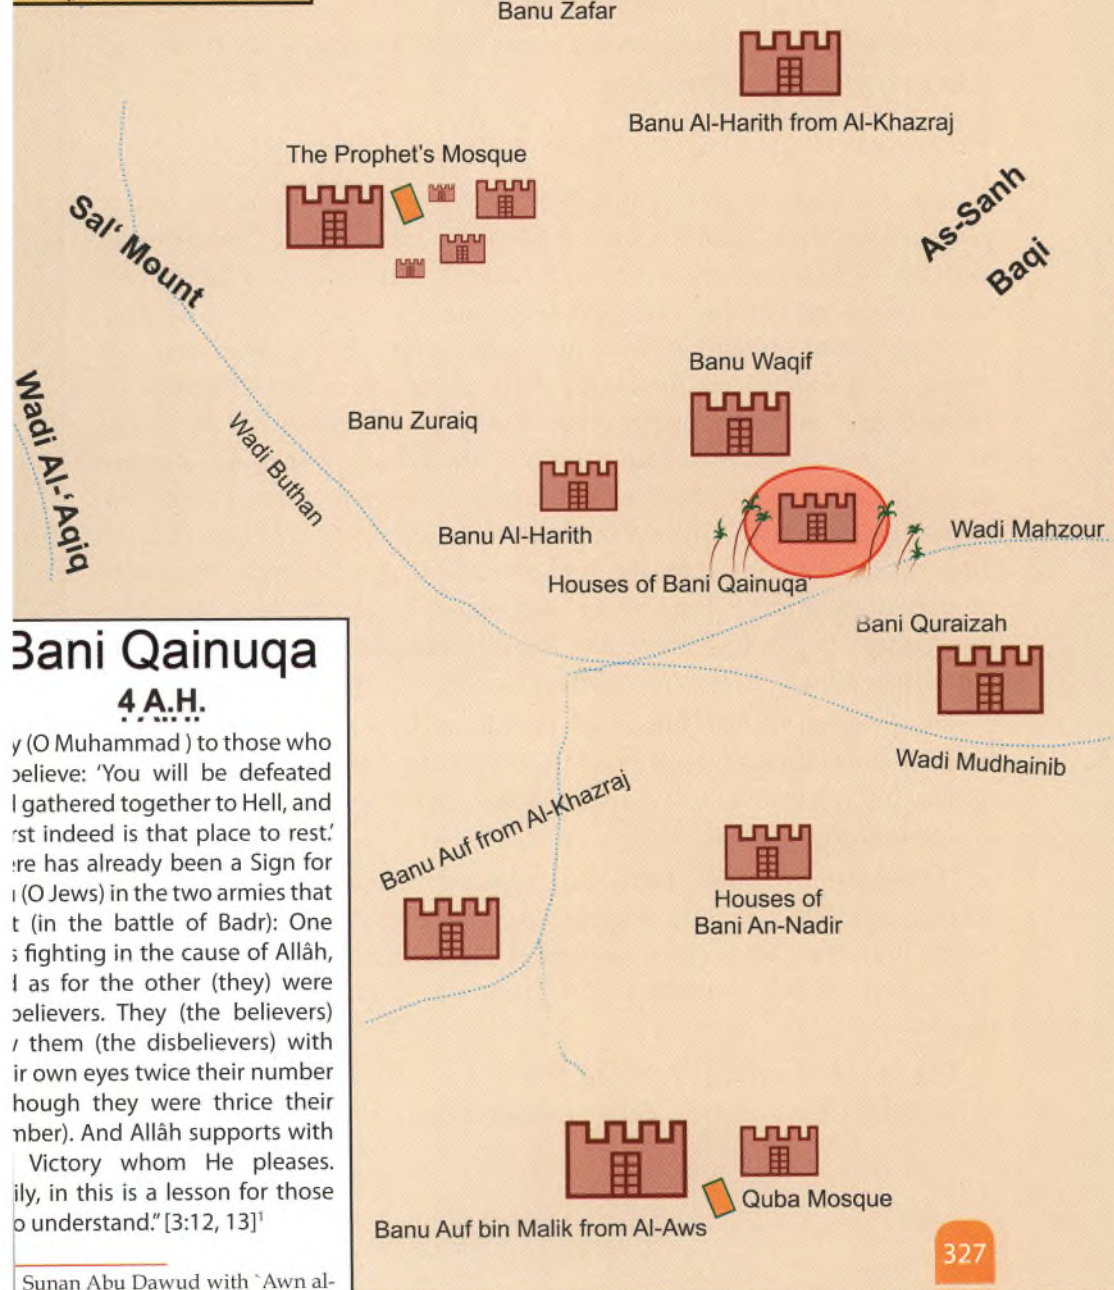 Banu Zafar
Banu Al-Harith from Al-Khazraj
The Prophet's Mosque
As-Sanh
Baqi
Sal‘ Mount
Banu Waqif
Wadi Al-‘Aqiq
Banu Zuraiq
Wadi Buthan
Banu Al-Harith
Wadi Mahzour
Houses of Bani Qainuqa'
Bani Quraizah
Wadi Mudhainib
Banu Auf from Al-Khazraj
Houses of
Bani An-Nadir
Quba Mosque
Banu Auf bin Malik from Al-Aws
Bani Qainuqa
4 A.H.
y (O Muhammad ) to those who
believe: ‘You will be defeated
gathered together to Hell, and
rst indeed is that place to rest.’
ere has already been a Sign for
(O Jews) in the two armies that
t (in the battle of Badr): One
s fighting in the cause of Allâh,
as for the other (they) were
believers. They (the believers)
them (the disbelievers) with
ir own eyes twice their number
hough they were thrice their
mber). And Allâh supports with
Victory whom He pleases.
ily, in this is a lesson for those
o understand.” [3:12, 13]¹
Sunan Abu Dawud with `Awn al-
327